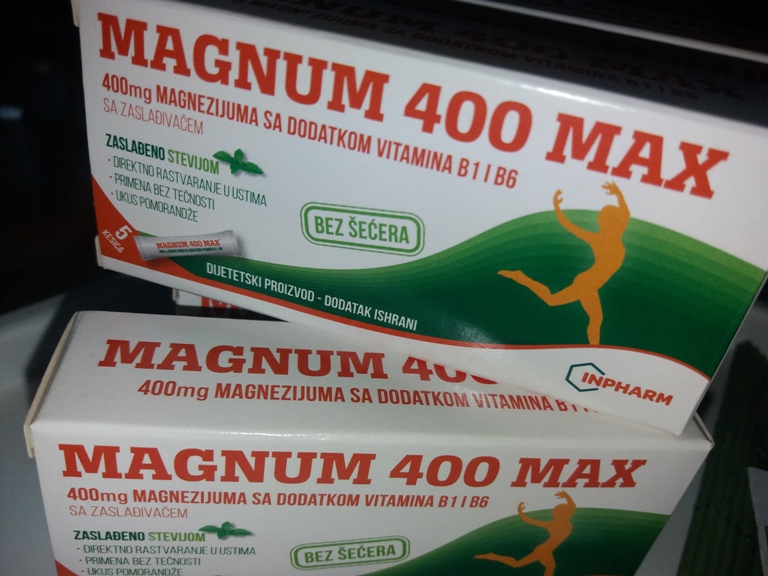 MAGNUM 400 MAX
400mg MAGNEZIJUMA SA DODATKOM VITAMINA B1 I B6
SA ZASLAĐIVAČEM
ZASLAĐENO STEVIJOM
· DIREKTNO RASTVARANJE U USTIMA
· PRIMENA BEZ TEČNOSTI
· UKUS POMORANDŽE
BEZ ŠEĆERA
5
KESICA
MAGNUM 400 MAX
DIJETETSKI PROIZVOD - DODATAK ISHRANI
INPHARM
MAGNUM 400
400mg MAGNEZIJUMA SA DODATKOM VITAMINA B1 I
MAGNUM 400 MAX
400mg MAGNEZIJUMA SA DODATKOM VITAMINA B1 I B6
SA ZASLAĐIVAČEM
ZASLAĐENO STEVIJOM
· DIREKTNO RASTVARANJE U USTIMA
· PRIMENA BEZ TEČNOSTI
· UKUS POMORANDŽE
BEZ ŠEĆERA